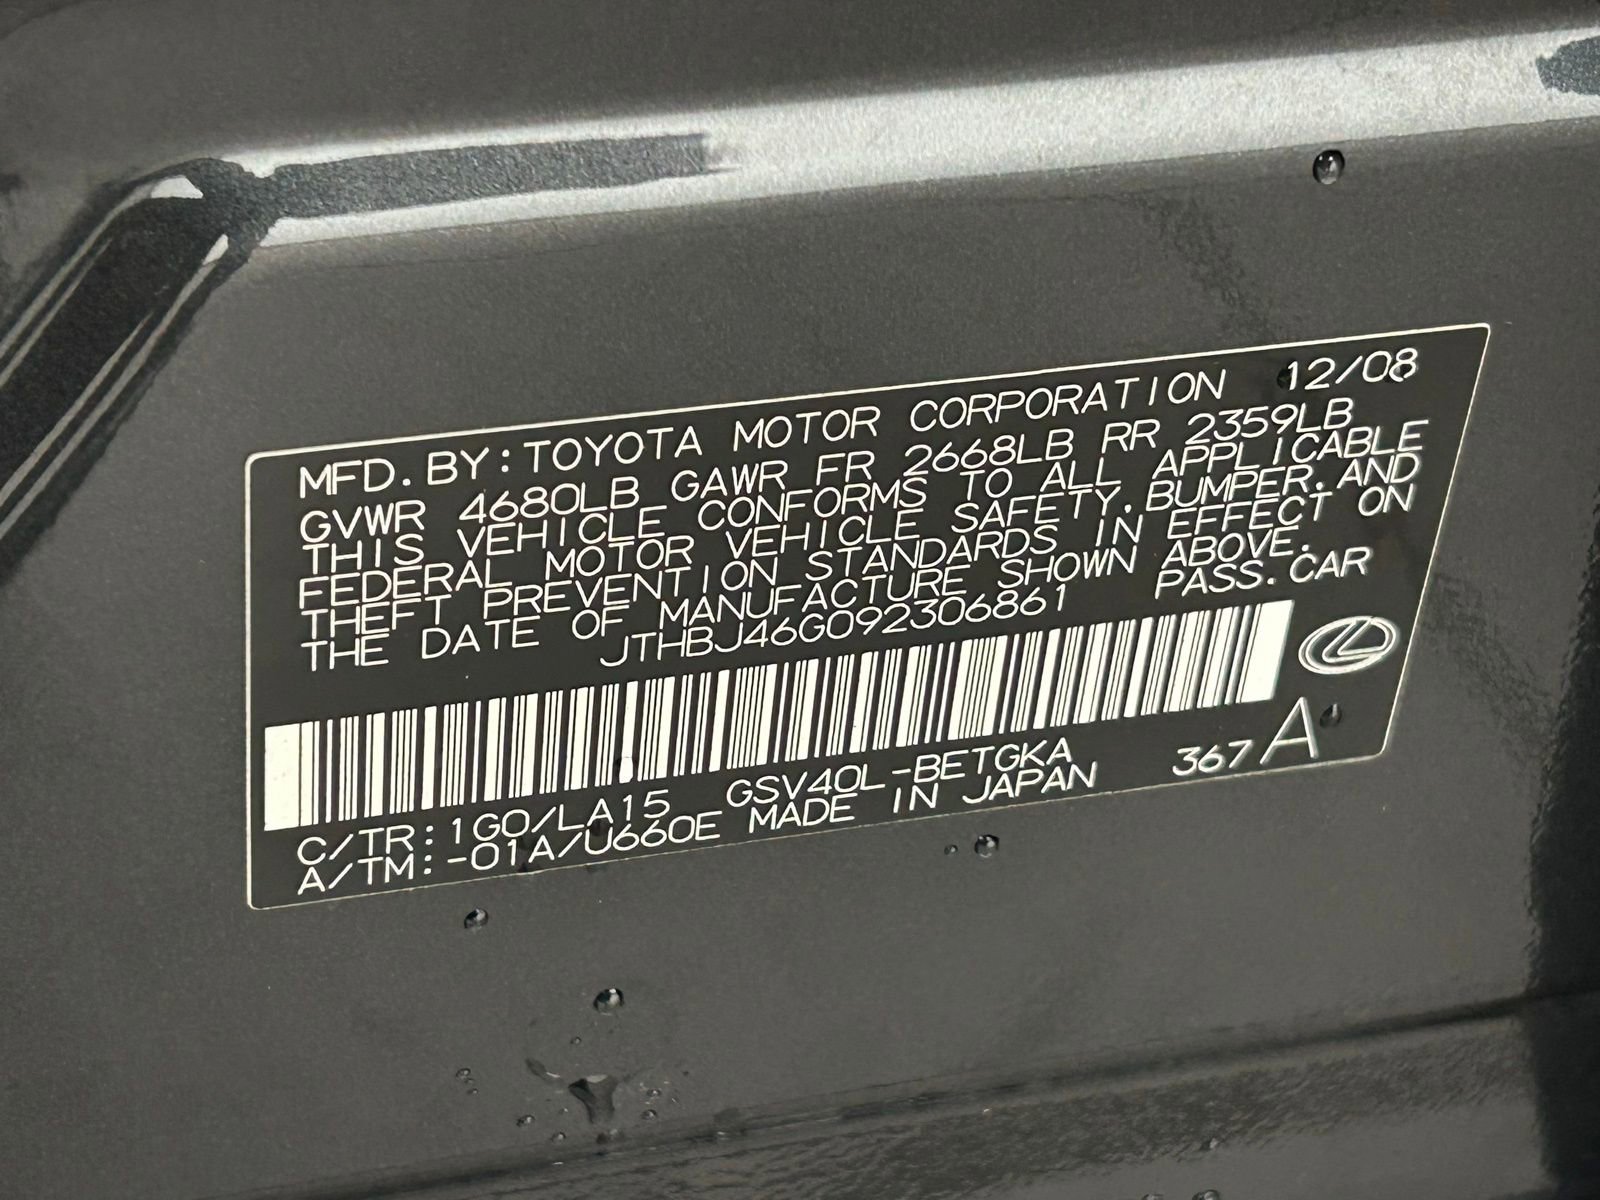 MFD. BY: TOYOTA MOTOR CORPORATION 12/08
GVWR 4680LB GAWR FR 2668LB RR 2359LB
THIS VEHICLE CONFORMS TO ALL APPLICABLE
FEDERAL MOTOR VEHICLE SAFETY, BUMPER, AND
THEFT PREVENTION STANDARDS IN EFFECT ON
THE DATE OF MANUFACTURE SHOWN ABOVE.
JTHBJ46G092306861 PASS. CAR
C/TR: 1G0/LA15 GSV40L-BETGKA 367A
A/TM: -01A/U660E MADE IN JAPAN